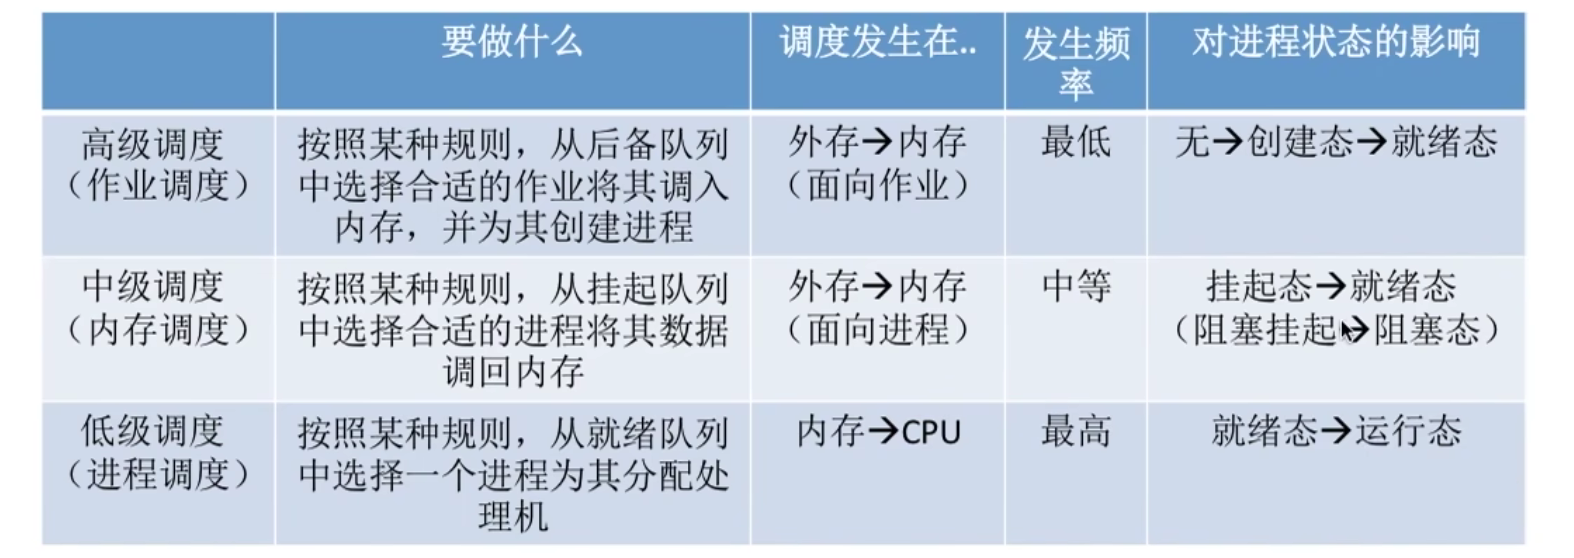 要做什么
调度发生在..
发生频
率
对进程状态的影响
高级调度
（作业调度）
按照某种规则，从后备队列
中选择合适的作业将其调入
内存，并为其创建进程
外存→内存
（面向作业）
最低
无→创建态→就绪态
中级调度
（内存调度）
按照某种规则，从挂起队列
中选择合适的进程将其数据
调回内存
外存→内存
（面向进程）
中等
挂起态→就绪态
（阻塞挂起→阻塞态）
低级调度
（进程调度）
按照某种规则，从就绪队列
中选择一个进程为其分配处
理机
内存→CPU
最高
就绪态→运行态